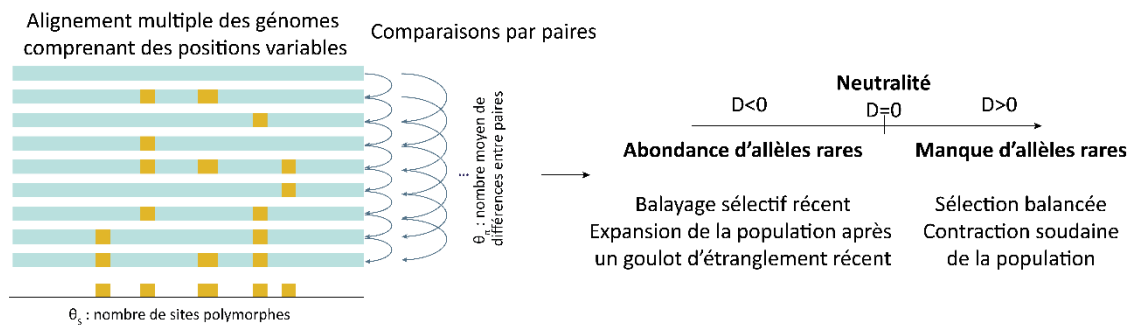 Alignement multiple des génomes
comprenant des positions variables
Comparaisons par paires
...
θπ : nombre moyen de
différences entre paires
θs : nombre de sites polymorphes
Neutralité
D<0
D=0
D>0
Abondance d'allèles rares
Manque d'allèles rares
Balayage sélectif récent
Expansion de la population après
un goulot d'étranglement récent
Sélection balancée
Contraction soudaine
de la population